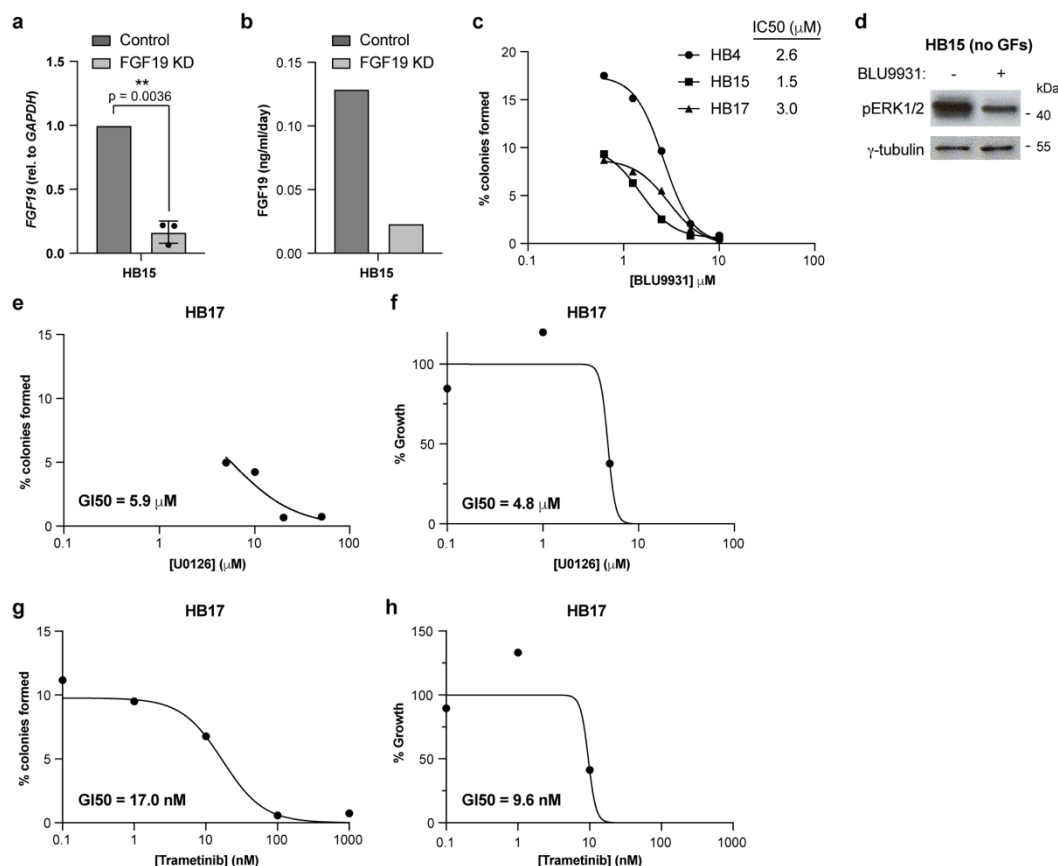 a
Control
FGF19 KD
1.5
1.0
0.5
0.0
FGF19 (rel. to GAPDH)
**
p = 0.0036
HB15
b
Control
FGF19 KD
0.15
0.10
0.05
0.00
FGF19 (ng/ml/day)
HB15
c
20
15
10
5
0
% colonies formed
IC50 (μM)
HB4 2.6
HB15 1.5
HB17 3.0
0.1 1 10 100
[BLU9931] μM
d
HB15 (no GFs)
BLU9931: - +
kDa
pERK1/2 - 40
γ-tubulin - 55
e
HB17
15
10
5
0
% colonies formed
GI50 = 5.9 μM
0.1 1 10 100
[U0126] (μM)
f
HB17
100
50
0
% Growth
GI50 = 4.8 μM
0.1 1 10 100
[U0126] (μM)
g
HB17
15
10
5
0
% colonies formed
GI50 = 17.0 nM
0.1 1 10 100 1000
[Trametinib] (nM)
h
HB17
150
100
50
0
% Growth
GI50 = 9.6 nM
0.1 1 10 100 1000
[Trametinib] (nM)